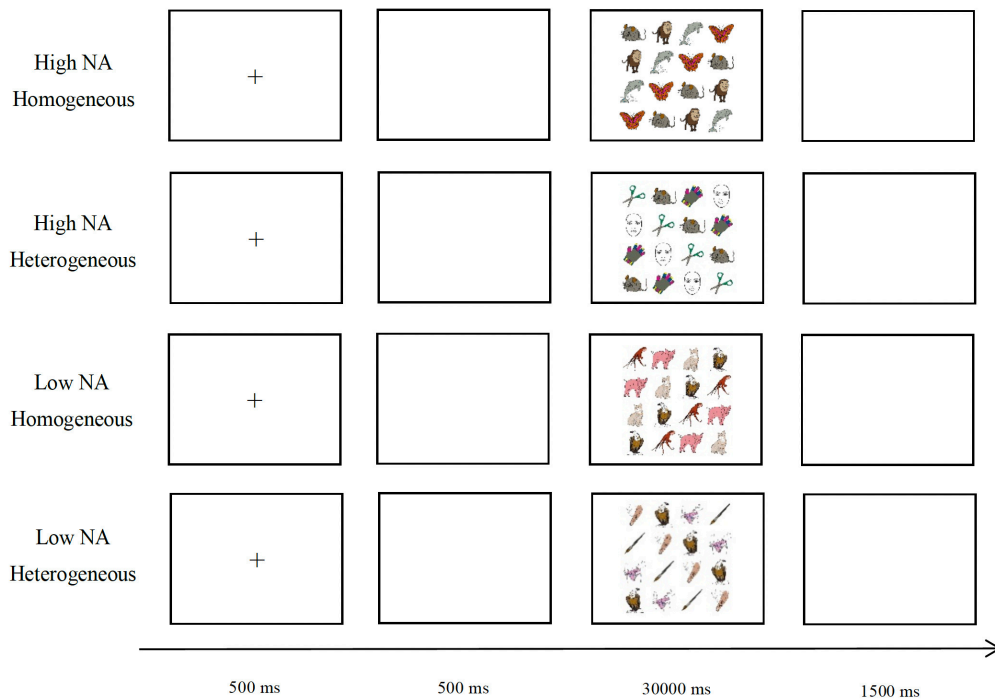 High NA
Homogeneous
+
High NA
Heterogeneous
+
Low NA
Homogeneous
+
Low NA
Heterogeneous
+
500 ms
500 ms
30000 ms
1500 ms